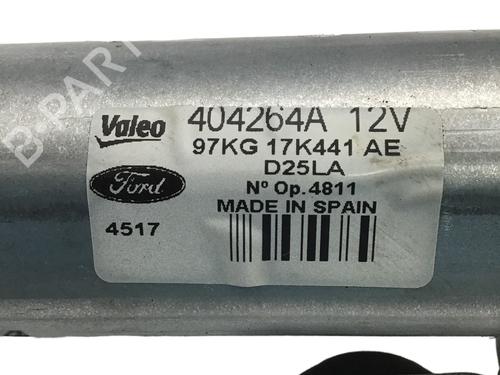 Valeo 404264A 12V
97KG 17K441 AE
D25LA
Ford
Nº Op.4811
4517 MADE IN SPAIN
B-PARTS